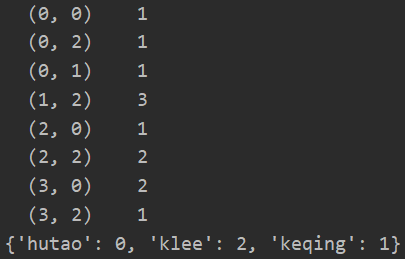 (0, 0)    1
(0, 2)    1
(0, 1)    1
(1, 2)    3
(2, 0)    1
(2, 2)    2
(3, 0)    2
(3, 2)    1
{'hutao': 0, 'klee': 2, 'keqing': 1}